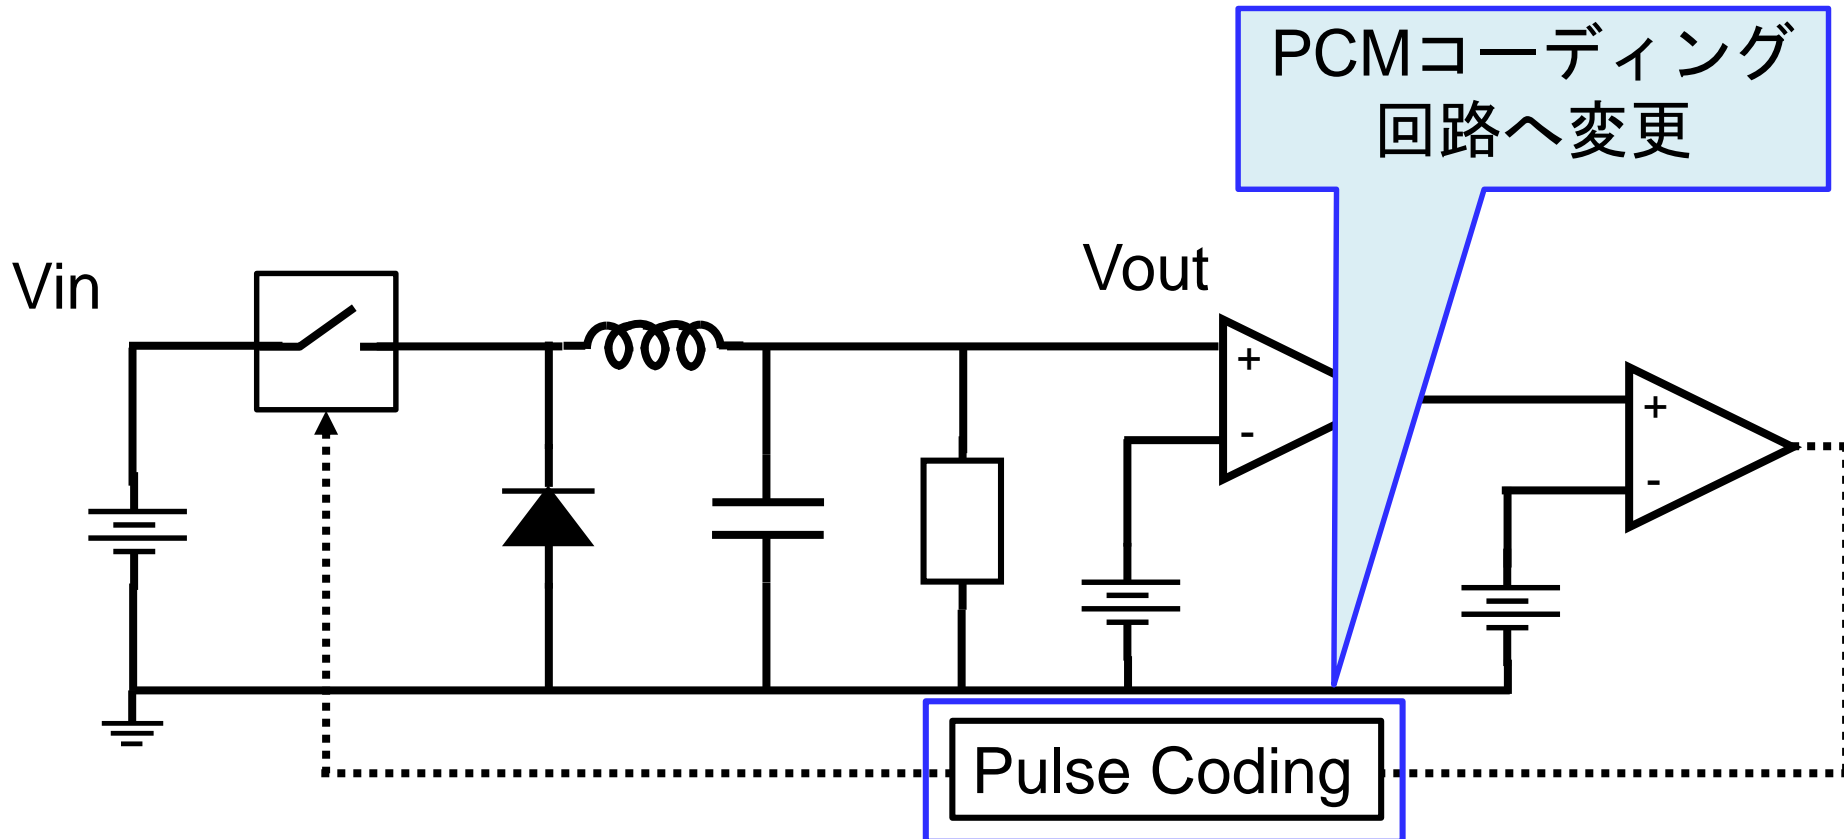 PCMコーディング
回路へ変更
Vin
Vout
+
-
+
-
Pulse Coding